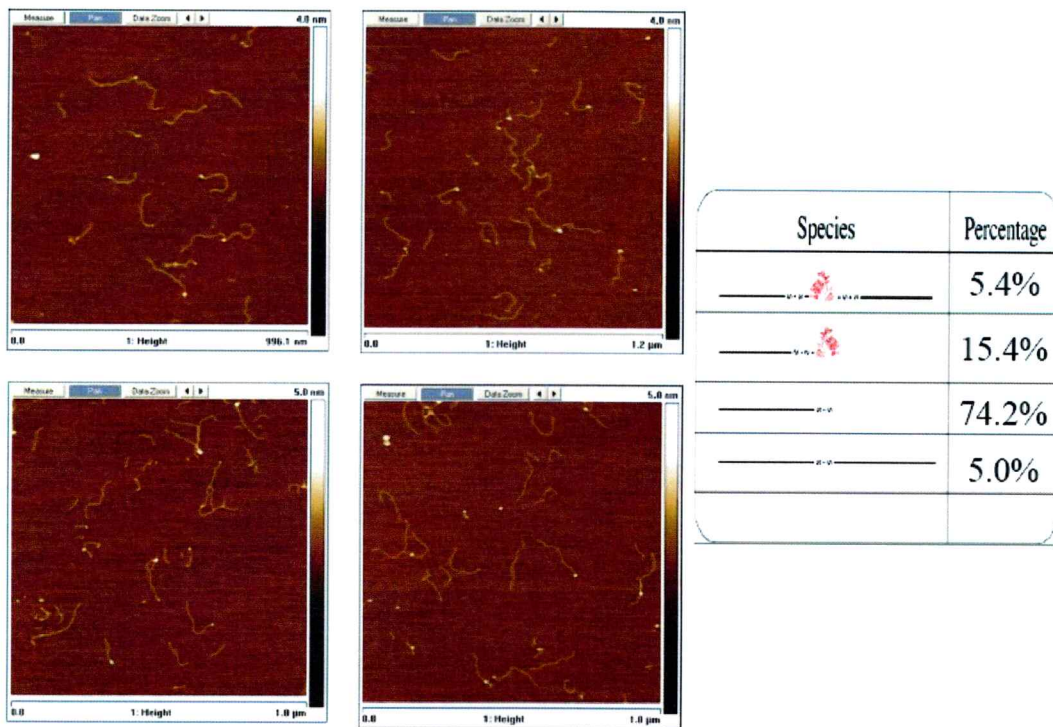 Measure Pan Data Zoom 4.0 nm
0.0 1: Height 996.1 nm
Measure Pan Data Zoom 4.0 nm
0.0 1: Height 1.2 µm
Measure Pan Data Zoom 5.0 nm
0.0 1: Height 1.0 µm
Measure Pan Data Zoom 5.0 nm
0.0 1: Height 1.0 µm
Species Percentage
5.4%
15.4%
74.2%
5.0%